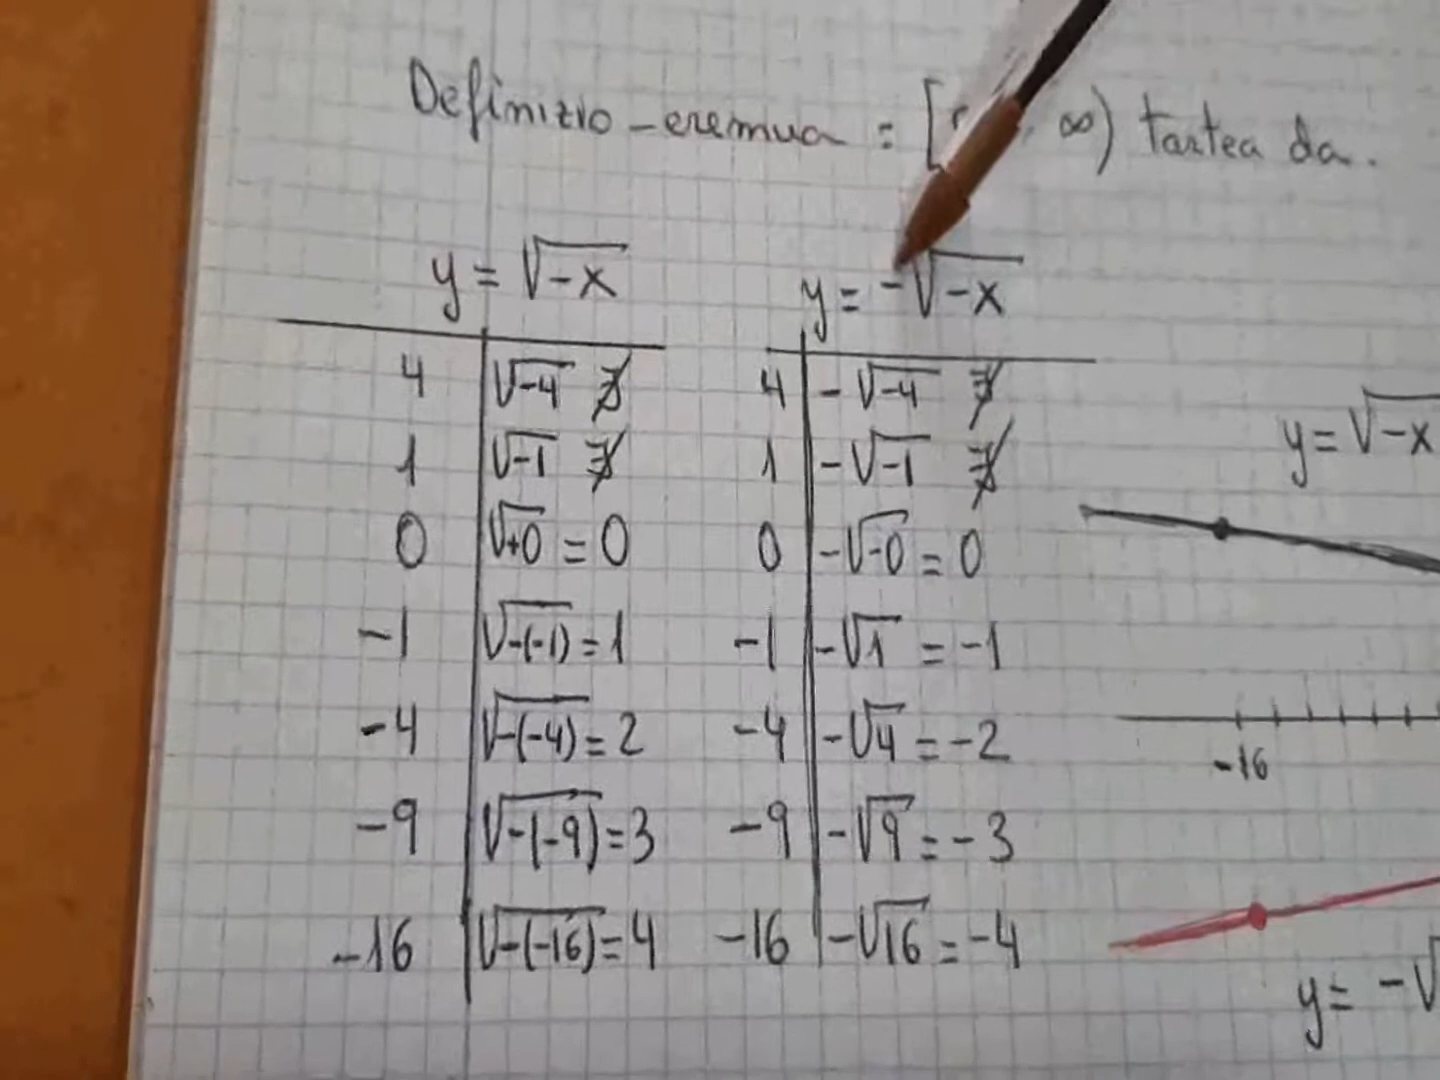 Definizio-eremua = [ , ∞) tartea da.
y = √-x
4 √-4 ∄
1 √-1 ∄
0 √+0 = 0
-1 √-(-1) = 1
-4 √-(-4) = 2
-9 √-(-9) = 3
-16 √-(-16) = 4
y = -√-x
4 -√-4 ∄
1 -√-1 ∄
0 -√-0 = 0
-1 -√1 = -1
-4 -√4 = -2
-9 -√9 = -3
-16 -√16 = -4
y = √-x
-16
y = -√